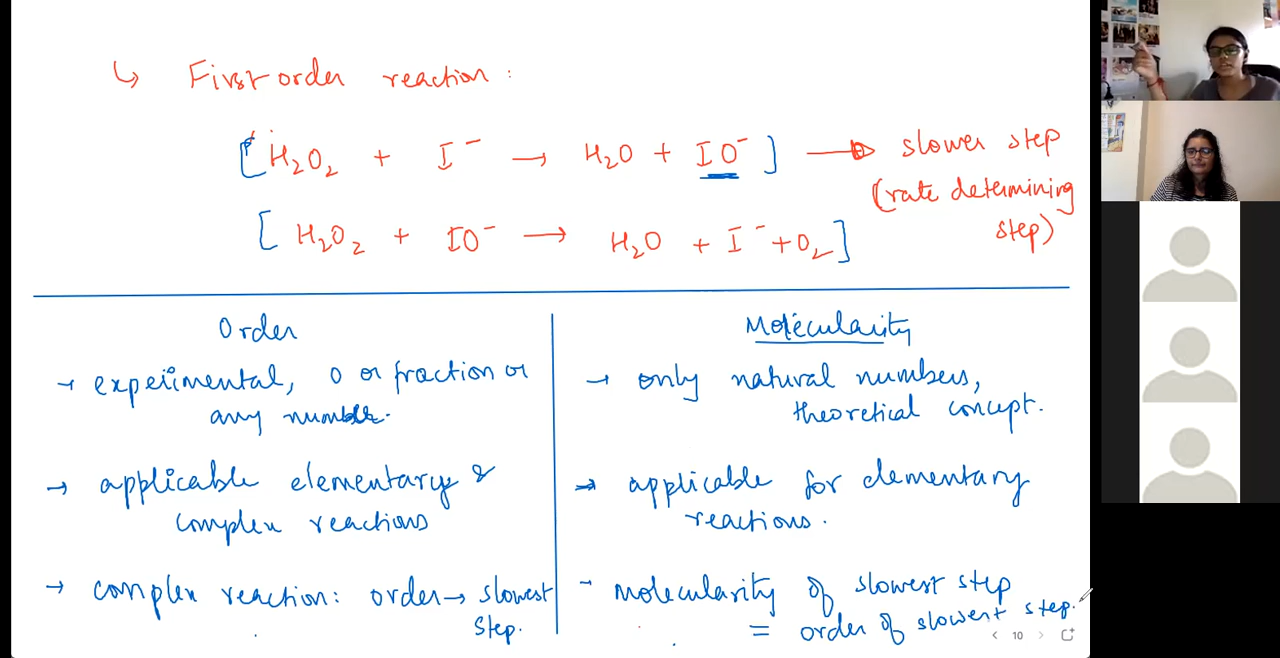 ↳ First order reaction :
[H₂O₂ + I⁻ → H₂O + IO⁻] → slower step
(rate determining
step)
[H₂O₂ + IO⁻ → H₂O + I⁻ + O₂]
Order
→ experimental, 0 or fraction or
any number.
→ applicable elementary &
complex reactions
→ complex reaction: order → slowest
step.
Molecularity
→ only natural numbers,
theoretical concept.
→ applicable for elementary
reactions.
- molecularity of slowest step
= order of slowest step.
< 10 >